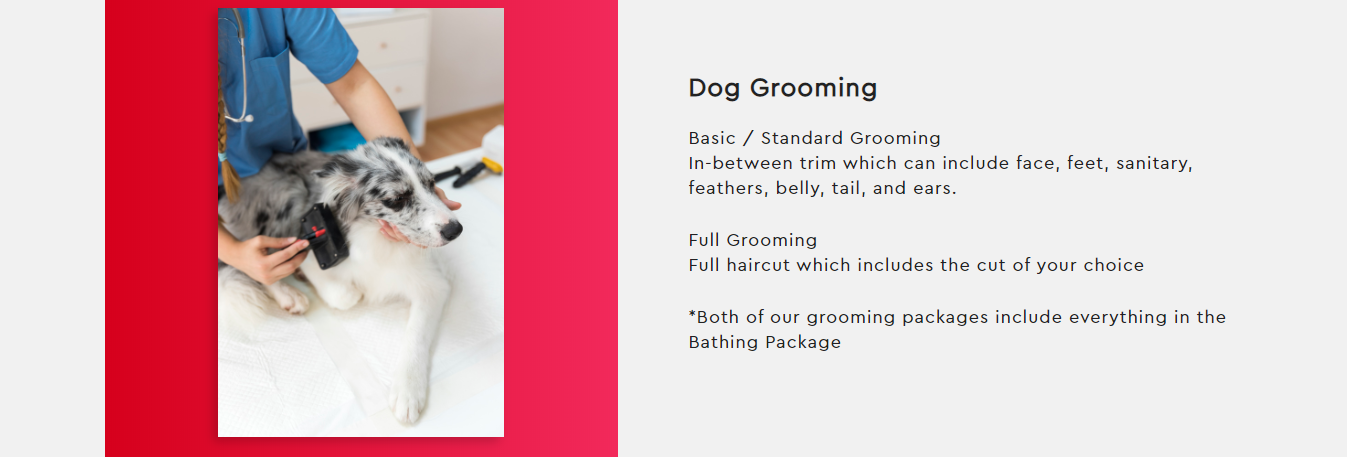 Dog Grooming
Basic / Standard Grooming
In-between trim which can include face, feet, sanitary,
feathers, belly, tail, and ears.
Full Grooming
Full haircut which includes the cut of your choice
*Both of our grooming packages include everything in the
Bathing Package